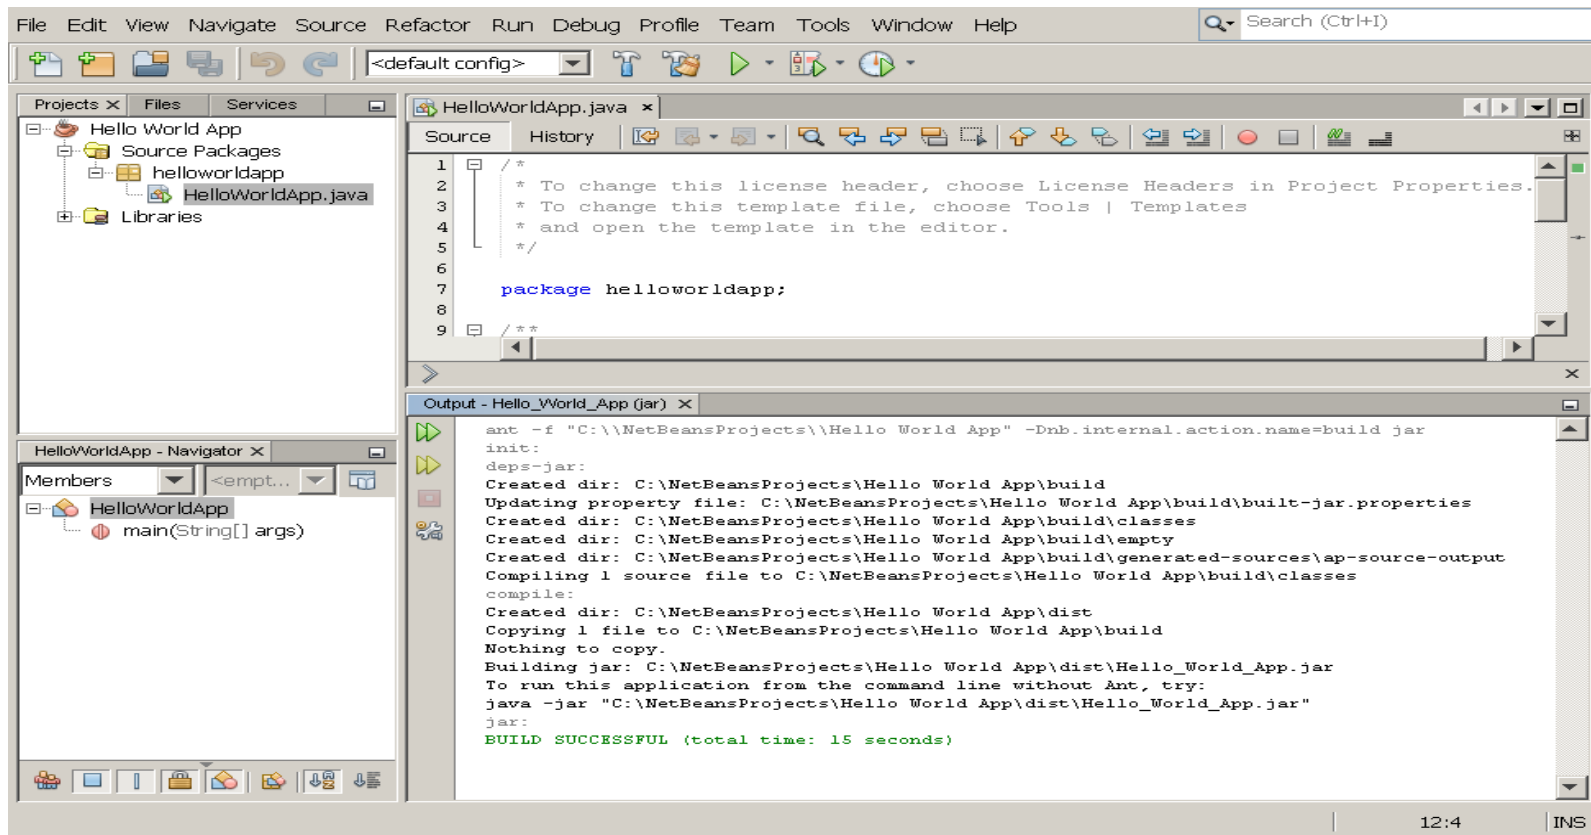 File Edit View Navigate Source Refactor Run Debug Profile Team Tools Window Help
Search (Ctrl+I)
<default config>
Projects Files Services
Hello World App
Source Packages
helloworldapp
HelloWorldApp.java
Libraries
HelloWorldApp - Navigator
Members <empt...
HelloWorldApp
main(String[] args)
HelloWorldApp.java
Source History
1 /*
2 * To change this license header, choose License Headers in Project Properties.
3 * To change this template file, choose Tools | Templates
4 * and open the template in the editor.
5 */
6
7 package helloworldapp;
8
9 /**
Output - Hello_World_App (jar)
ant -f "C:\\NetBeansProjects\\Hello World App" -Dnb.internal.action.name=build jar
init:
deps-jar:
Created dir: C:\NetBeansProjects\Hello World App\build
Updating property file: C:\NetBeansProjects\Hello World App\build\built-jar.properties
Created dir: C:\NetBeansProjects\Hello World App\build\classes
Created dir: C:\NetBeansProjects\Hello World App\build\empty
Created dir: C:\NetBeansProjects\Hello World App\build\generated-sources\ap-source-output
Compiling 1 source file to C:\NetBeansProjects\Hello World App\build\classes
compile:
Created dir: C:\NetBeansProjects\Hello World App\dist
Copying 1 file to C:\NetBeansProjects\Hello World App\build
Nothing to copy.
Building jar: C:\NetBeansProjects\Hello World App\dist\Hello_World_App.jar
To run this application from the command line without Ant, try:
java -jar "C:\NetBeansProjects\Hello World App\dist\Hello_World_App.jar"
jar:
BUILD SUCCESSFUL (total time: 15 seconds)
12:4 INS